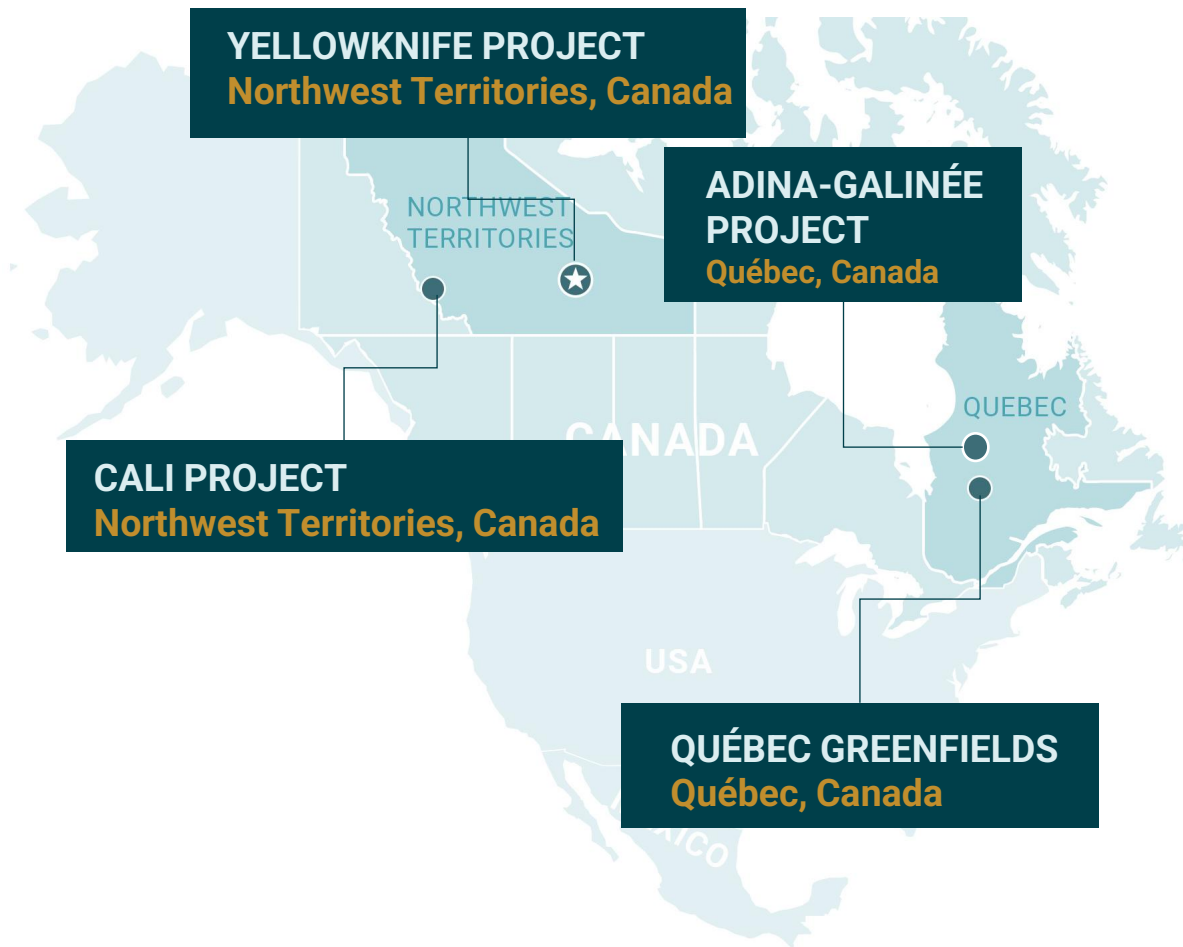 YELLOWKNIFE PROJECT
Northwest Territories, Canada
ADINA-GALINÉE
PROJECT
Québec, Canada
NORTHWEST
TERRITORIES
QUEBEC
CANADA
CALI PROJECT
Northwest Territories, Canada
USA
QUÉBEC GREENFIELDS
Québec, Canada